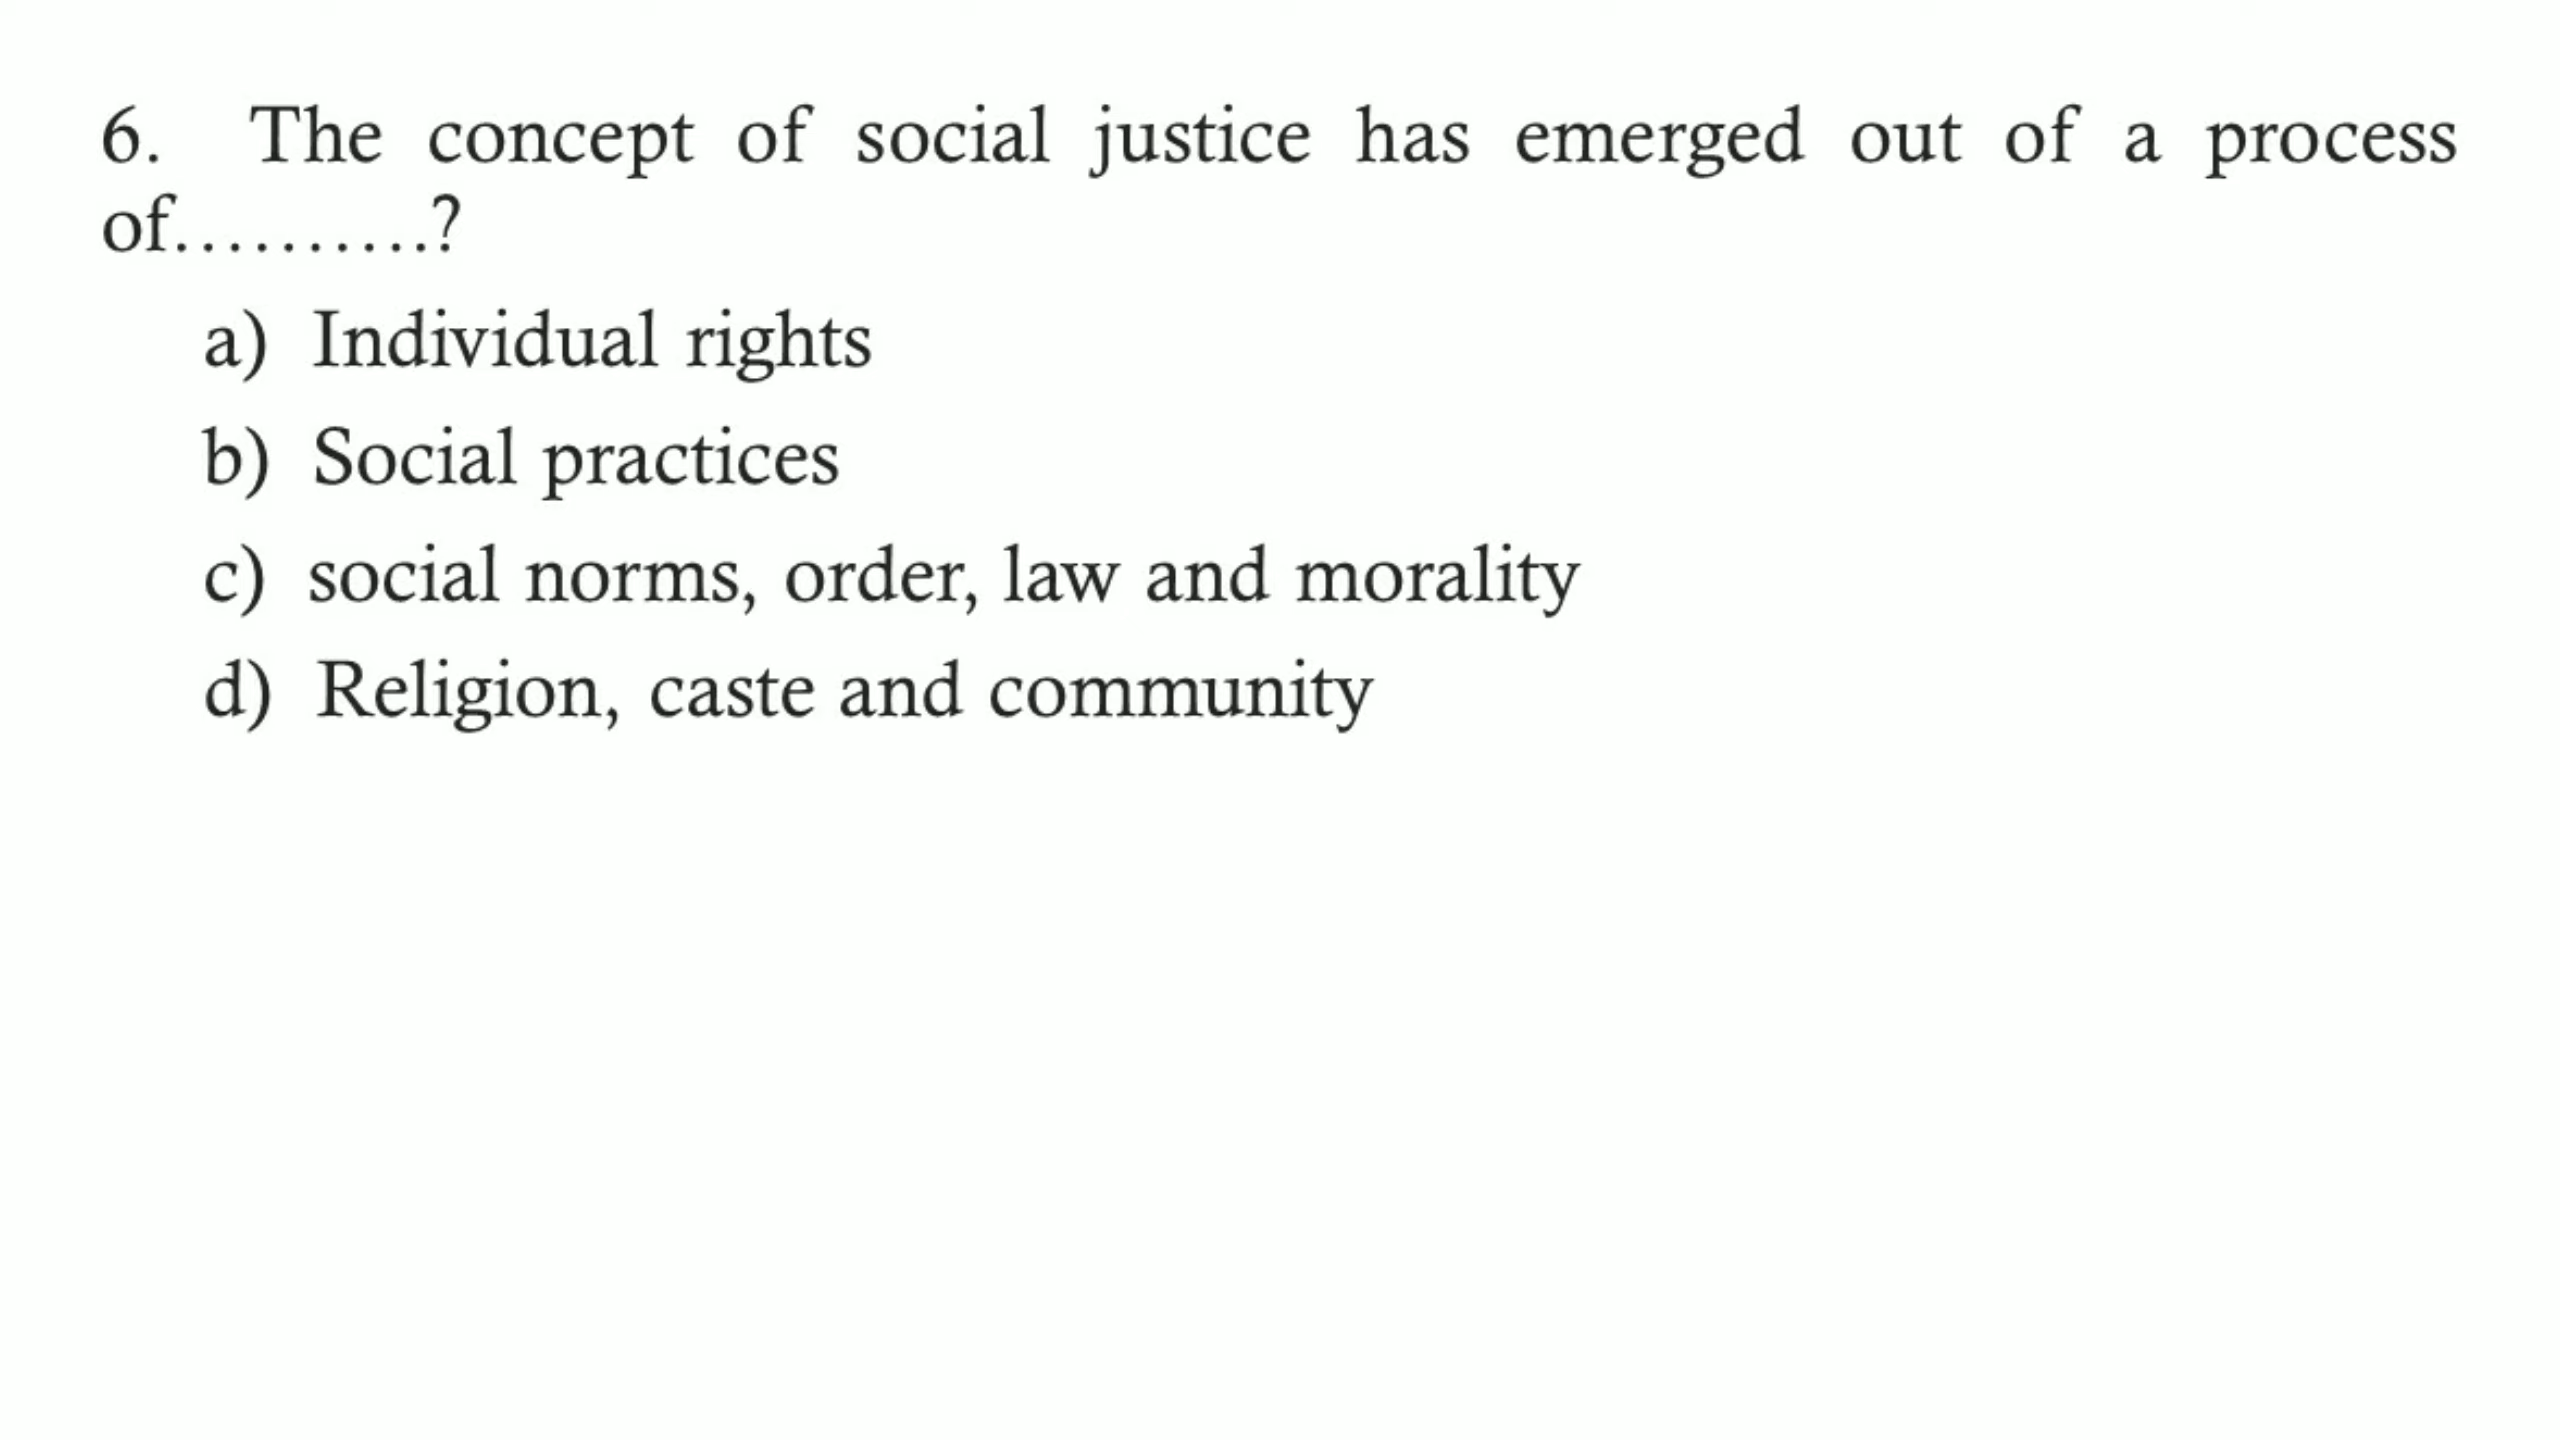 6. The concept of social justice has emerged out of a process
of..........?
a) Individual rights
b) Social practices
c) social norms, order, law and morality
d) Religion, caste and community